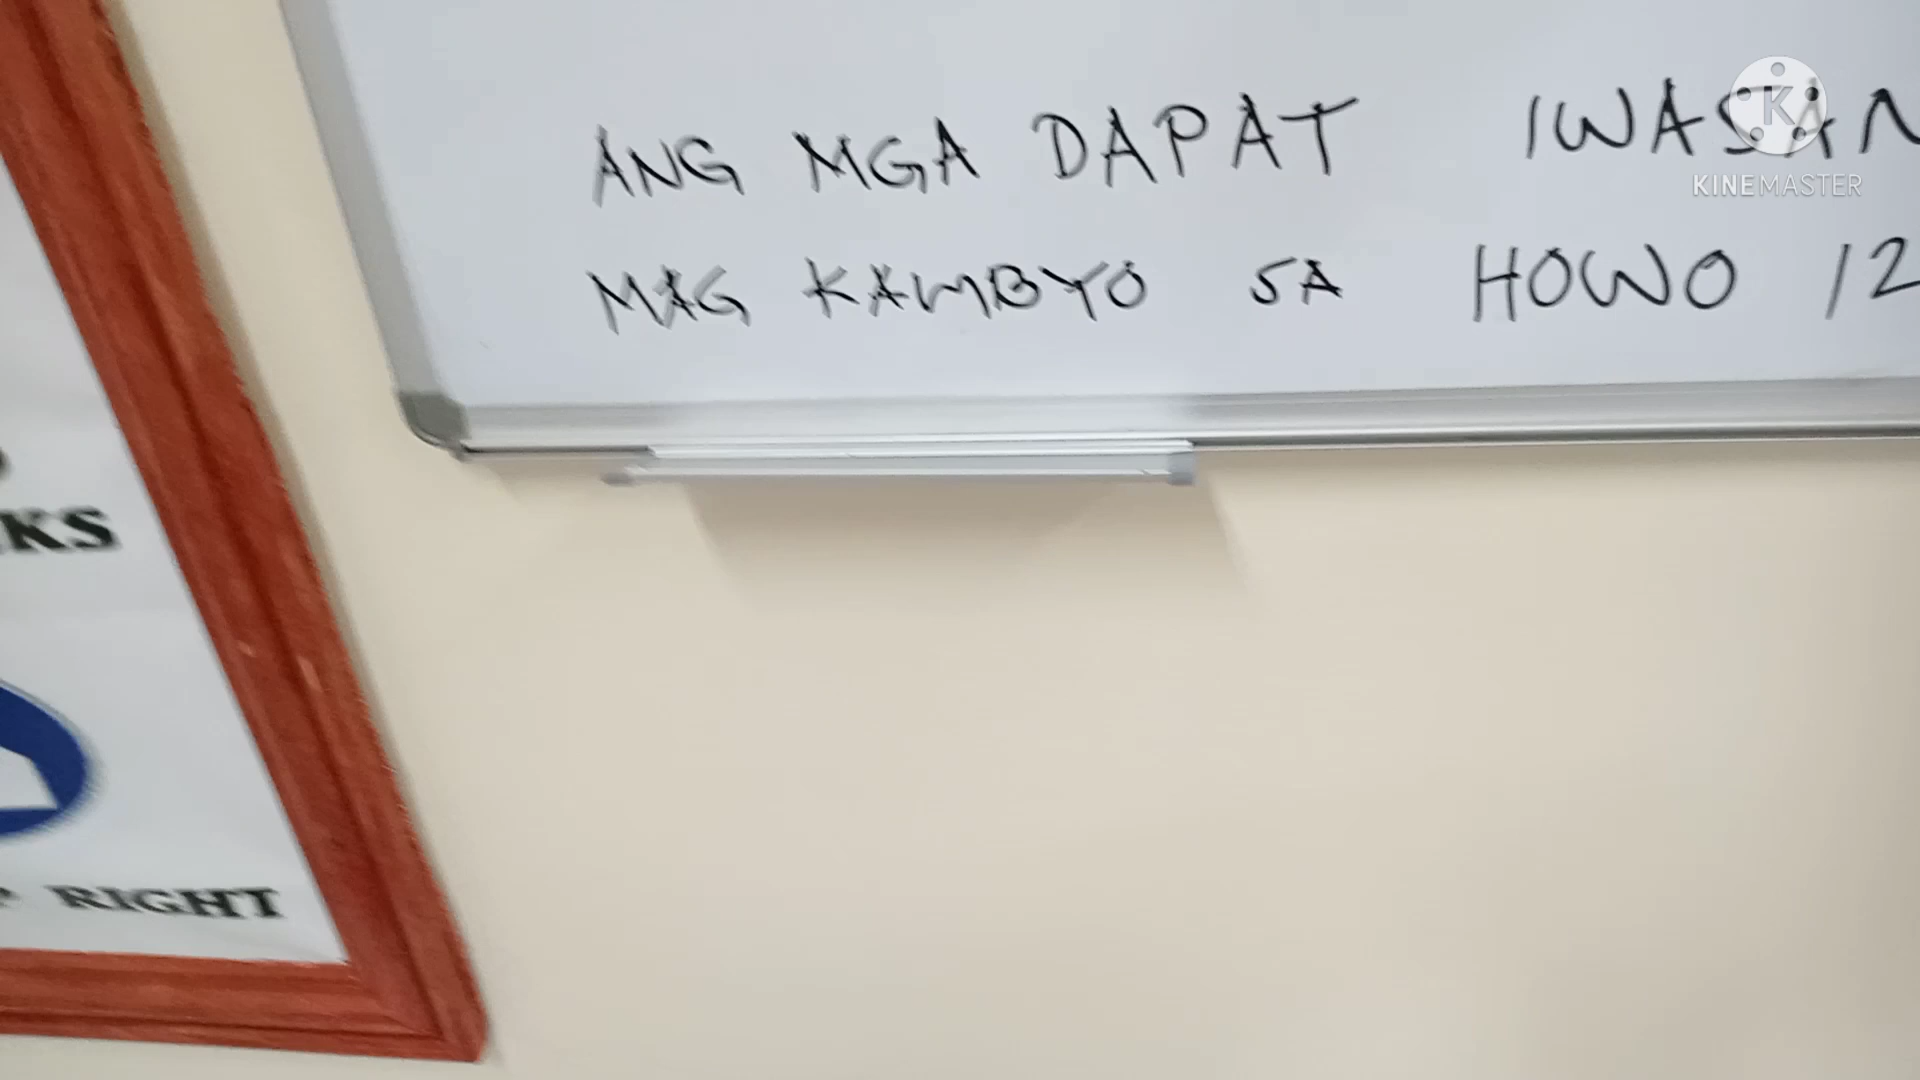 ANG MGA DAPAT IWASAN
MAG KAMBYO SA HOWO 12
KINEMASTER
KS
RIGHT